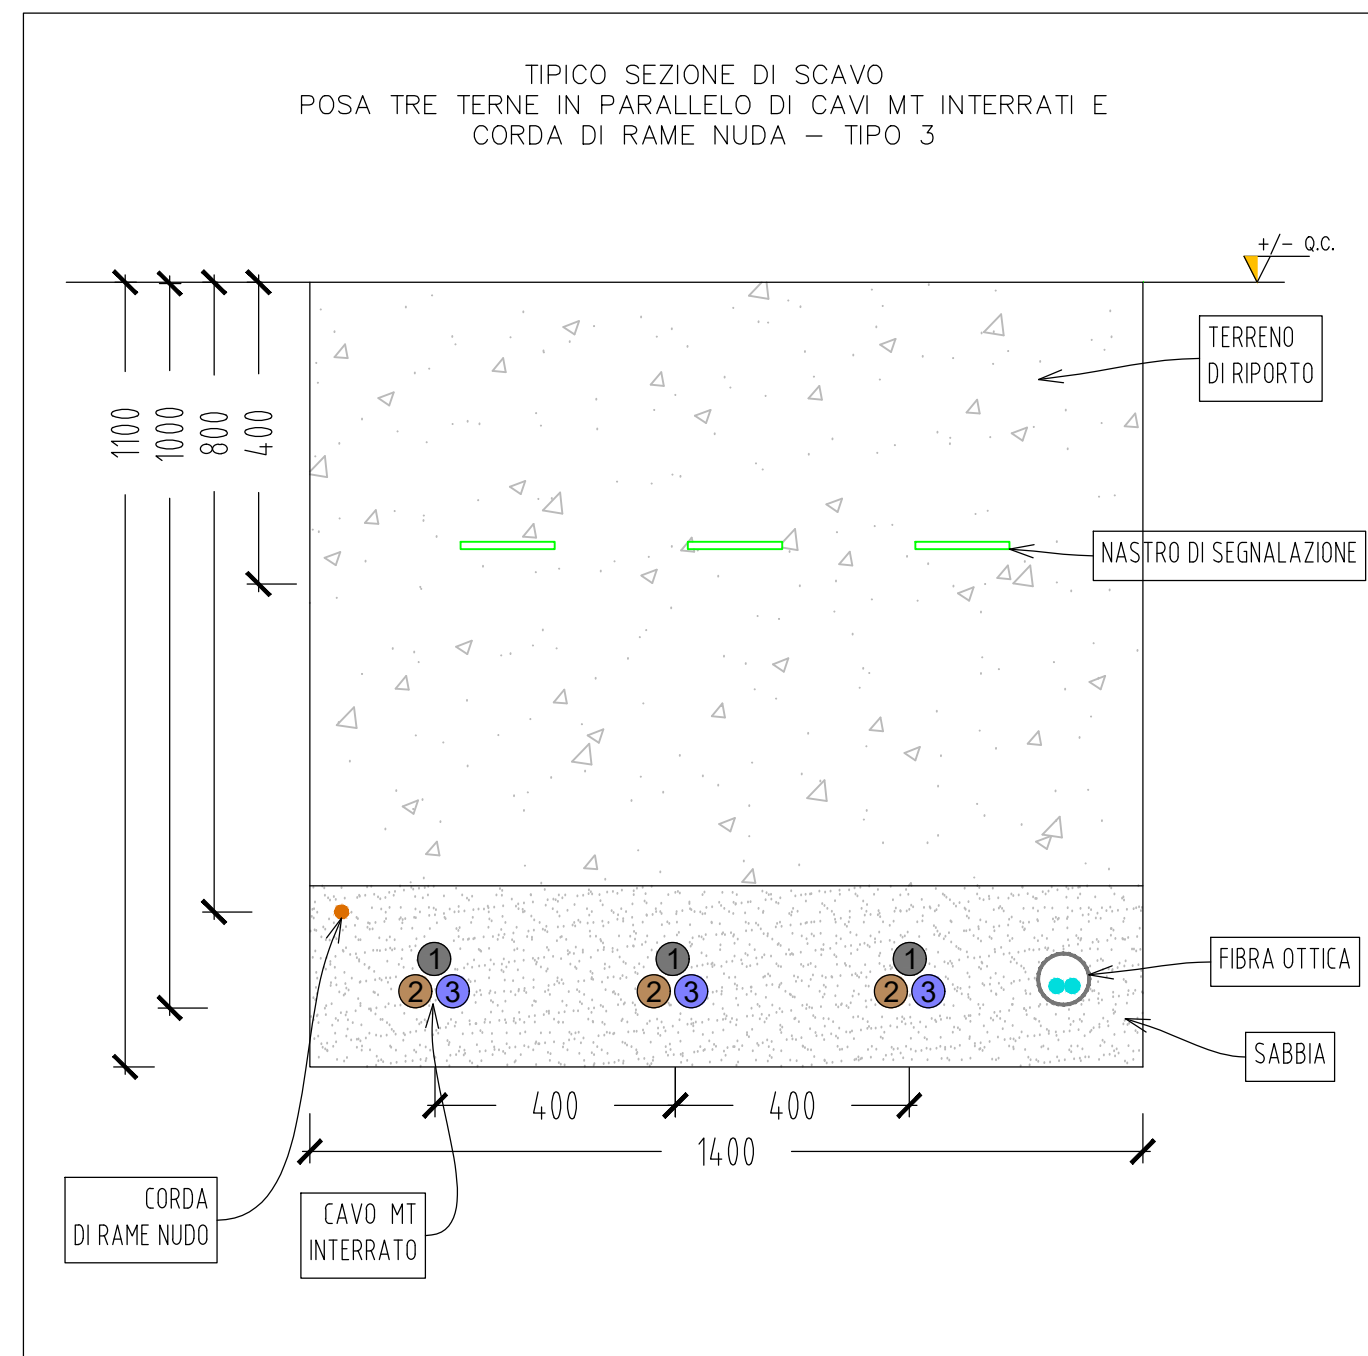 TIPICO SEZIONE DI SCAVO
POSA TRE TERNE IN PARALLELO DI CAVI MT INTERRATI E
CORDA DI RAME NUDA – TIPO 3
+/- Q.C.
TERRENO
DI RIPORTO
1100
1000
800
400
NASTRO DI SEGNALAZIONE
1
2 3
1
2 3
1
2 3
FIBRA OTTICA
SABBIA
400
400
1400
CORDA
DI RAME NUDO
CAVO MT
INTERRATO